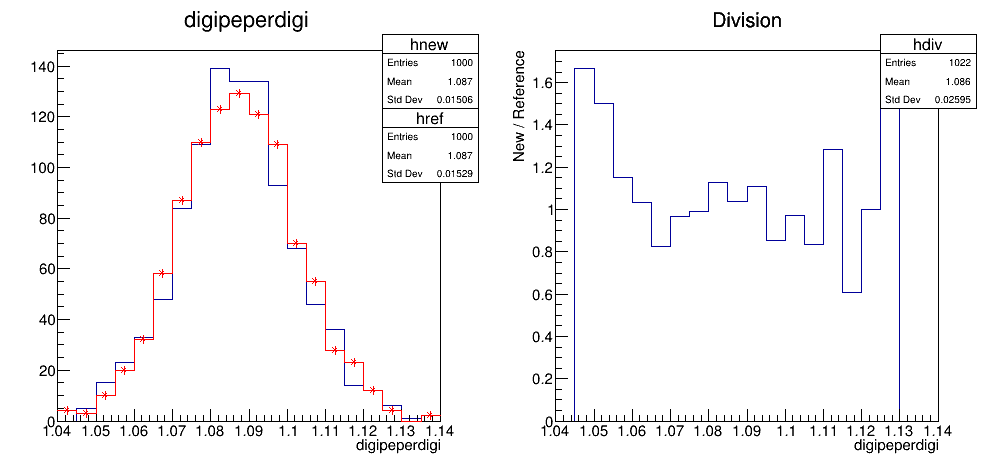 digipeperdigi
hnew
Entries 1000
Mean 1.087
Std Dev 0.01506
href
Entries 1000
Mean 1.087
Std Dev 0.01529
140
120
100
80
60
40
20
0
1.04 1.05 1.06 1.07 1.08 1.09 1.1 1.11 1.12 1.13 1.14
digipeperdigi
Division
hdiv
Entries 1022
Mean 1.086
Std Dev 0.02595
New / Reference
1.6
1.4
1.2
1
0.8
0.6
0.4
0.2
0
1.04 1.05 1.06 1.07 1.08 1.09 1.1 1.11 1.12 1.13 1.14
digipeperdigi